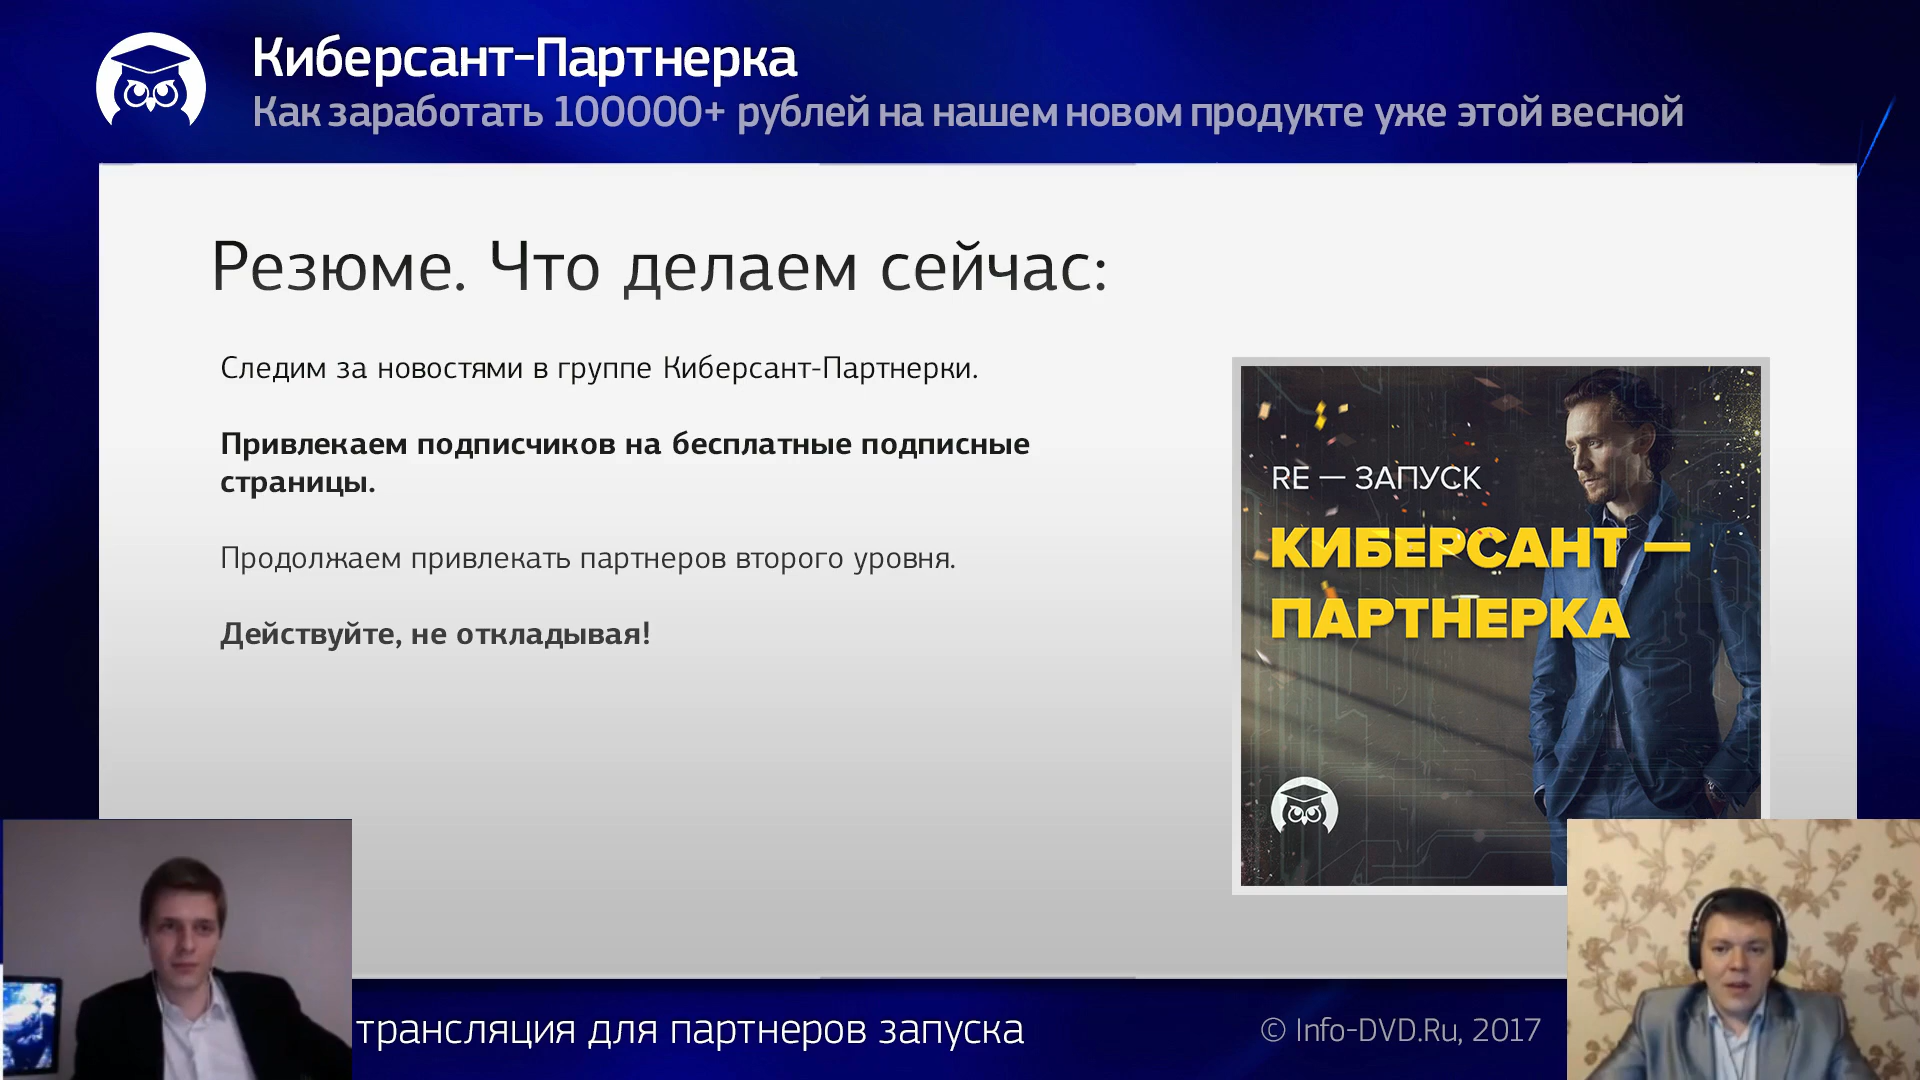 Киберсант-Партнерка
Как заработать 100000+ рублей на нашем новом продукте уже этой весной
Резюме. Что делаем сейчас:
Следим за новостями в группе Киберсант-Партнерки.
Привлекаем подписчиков на бесплатные подписные
страницы.
Продолжаем привлекать партнеров второго уровня.
Действуйте, не откладывая!
RE — ЗАПУСК
КИБЕРСАНТ —
ПАРТНЕРКА
трансляция для партнеров запуска
© Info-DVD.Ru, 2017